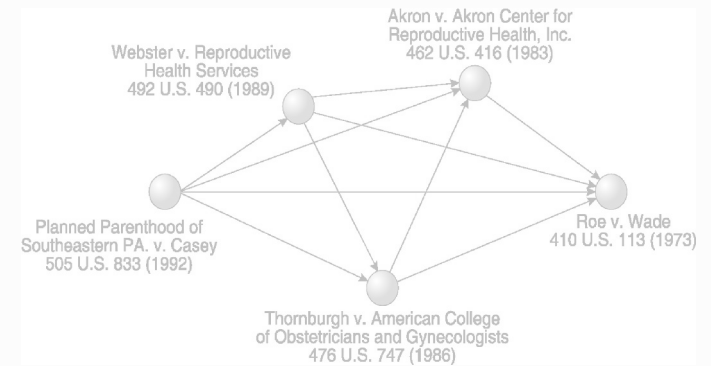 Akron v. Akron Center for
Reproductive Health, Inc.
462 U.S. 416 (1983)
Webster v. Reproductive
Health Services
492 U.S. 490 (1989)
Planned Parenthood of
Southeastern PA. v. Casey
505 U.S. 833 (1992)
Roe v. Wade
410 U.S. 113 (1973)
Thornburgh v. American College
of Obstetricians and Gynecologists
476 U.S. 747 (1986)